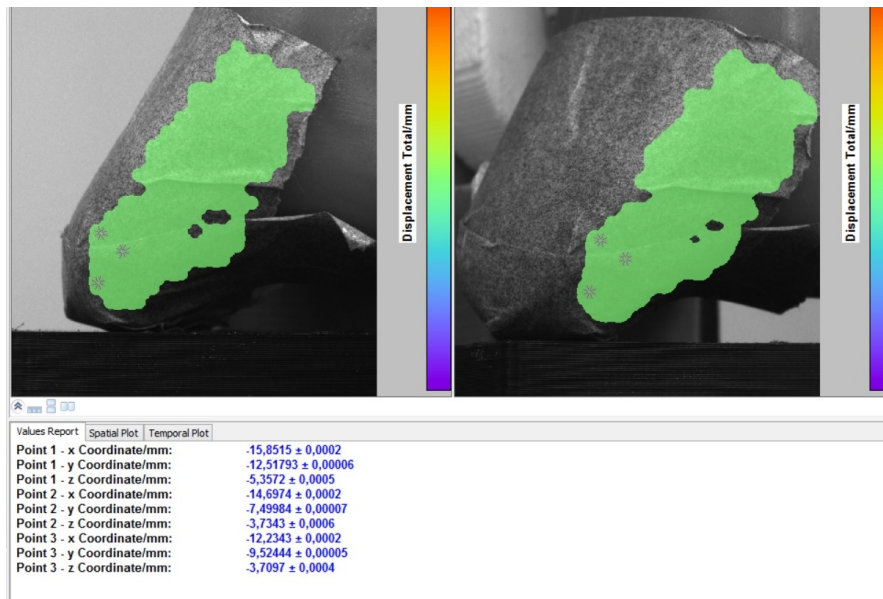 Displacement Total/mm
Displacement Total/mm
Values Report Spatial Plot Temporal Plot
Point 1 - x Coordinate/mm: -15,8515 ± 0,0002
Point 1 - y Coordinate/mm: -12,51793 ± 0,00006
Point 1 - z Coordinate/mm: -5,3572 ± 0,0005
Point 2 - x Coordinate/mm: -14,6974 ± 0,0002
Point 2 - y Coordinate/mm: -7,49984 ± 0,00007
Point 2 - z Coordinate/mm: -3,7343 ± 0,0006
Point 3 - x Coordinate/mm: -12,2343 ± 0,0002
Point 3 - y Coordinate/mm: -9,52444 ± 0,00005
Point 3 - z Coordinate/mm: -3,7097 ± 0,0004